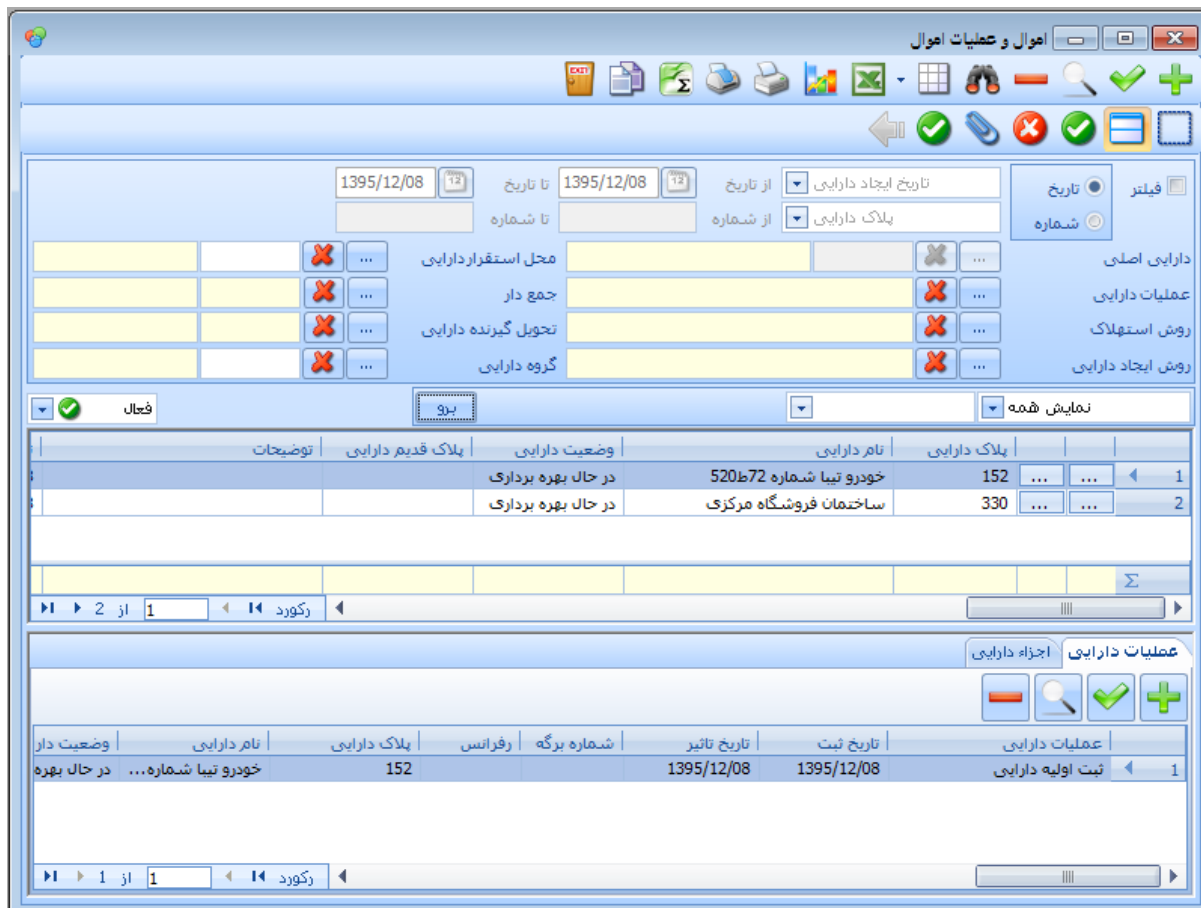 اموال و عملیات اموال
فیلتر تاریخ تاریخ ایجاد دارایی از تاریخ 1395/12/08 تا تاریخ 1395/12/08
شماره پلاک دارایی از شماره تا شماره
دارایی اصلی ... محل استقرار دارایی ...
عملیات دارایی ... جمع دار ...
روش استهلاک ... تحویل گیرنده دارایی ...
روش ایجاد دارایی ... گروه دارایی ...
نمایش همه برو فعال
پلاک دارایی نام دارایی وضعیت دارایی پلاک قدیم دارایی توضیحات
1 ... ... 152 خودرو تیبا شماره 72ط520 در حال بهره برداری
2 ... ... 330 ساختمان فروشگاه مرکزی در حال بهره برداری
Σ
رکورد 1 از 2
عملیات دارایی اجزاء دارایی
عملیات دارایی تاریخ ثبت تاریخ تاثیر شماره برگه رفرانس پلاک دارایی نام دارایی وضعیت دار
1 ثبت اولیه دارایی 1395/12/08 1395/12/08 152 خودرو تیبا شماره... در حال بهره
رکورد 1 از 1